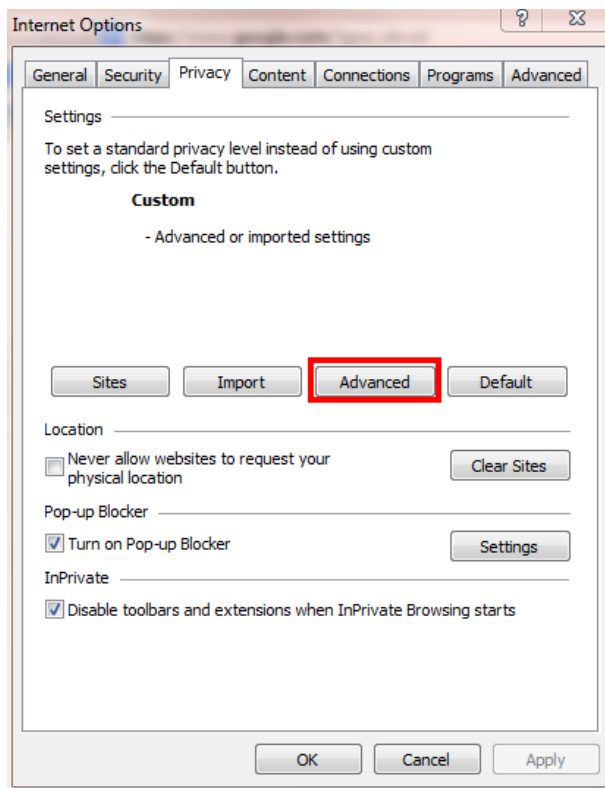 Internet Options
General Security Privacy Content Connections Programs Advanced
Settings
To set a standard privacy level instead of using custom
settings, click the Default button.
Custom
- Advanced or imported settings
Sites Import Advanced Default
Location
Never allow websites to request your
physical location
Clear Sites
Pop-up Blocker
Turn on Pop-up Blocker
Settings
InPrivate
Disable toolbars and extensions when InPrivate Browsing starts
OK Cancel Apply